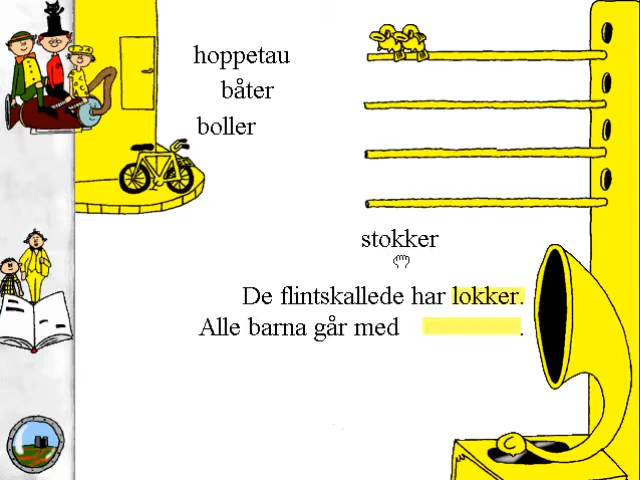 hoppetau
båter
boller
stokker
De flintskallede har lokker.
Alle barna går med .